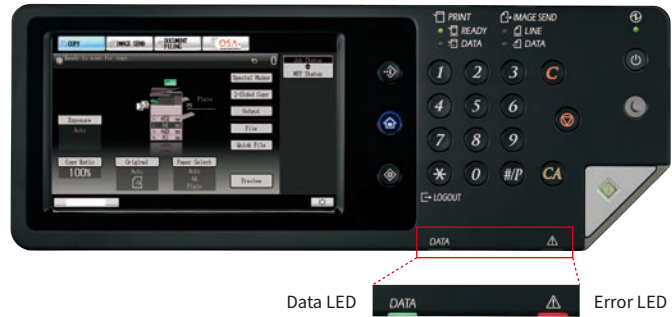 COPY
IMAGE SEND
DOCUMENT
FILING
OSA
Ready to scan for copy.
Job Status
MFP Status
Special Modes
2-Sided Copy
Output
File
Quick File
Preview
Plain
Exposure
Auto
Copy Ratio
100%
Original
Auto
Paper Select
Auto
A4
Plain
PRINT
READY
DATA
IMAGE SEND
LINE
DATA
1 2 3 C
4 5 6
7 8 9
* 0 #/P CA
LOGOUT
DATA
Data LED
DATA
Error LED